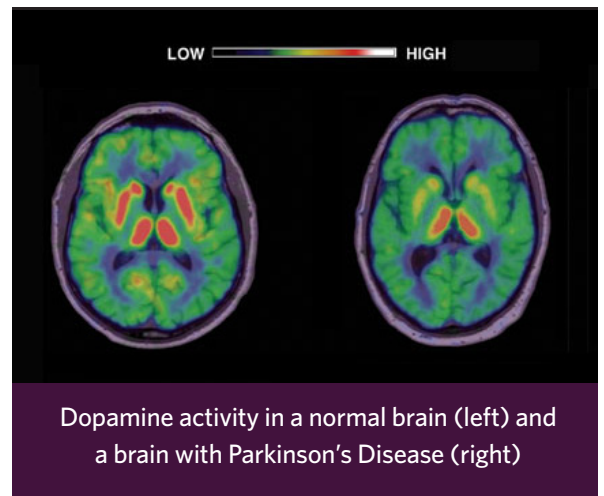 LOW HIGH
Dopamine activity in a normal brain (left) and
a brain with Parkinson’s Disease (right)